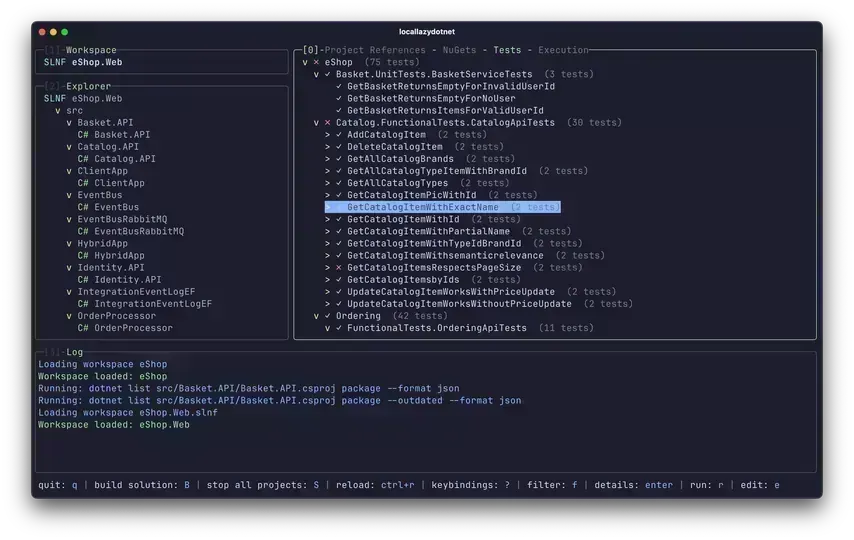 locallazydotnet
[1]-Workspace
SLNF eShop.Web
[2]-Explorer
SLNF eShop.Web
v src
v Basket.API
C# Basket.API
v Catalog.API
C# Catalog.API
v ClientApp
C# ClientApp
v EventBus
C# EventBus
v EventBusRabbitMQ
C# EventBusRabbitMQ
v HybridApp
C# HybridApp
v Identity.API
C# Identity.API
v IntegrationEventLogEF
C# IntegrationEventLogEF
v OrderProcessor
C# OrderProcessor
[0]-Project References - NuGets - Tests - Execution
v ✕ eShop (75 tests)
v ✓ Basket.UnitTests.BasketServiceTests (3 tests)
✓ GetBasketReturnsEmptyForInvalidUserId
✓ GetBasketReturnsEmptyForNoUser
✓ GetBasketReturnsItemsForValidUserId
v ✕ Catalog.FunctionalTests.CatalogApiTests (30 tests)
> ✓ AddCatalogItem (2 tests)
> ✓ DeleteCatalogItem (2 tests)
> ✓ GetAllCatalogBrands (2 tests)
> ✓ GetAllCatalogTypeItemWithBrandId (2 tests)
> ✓ GetAllCatalogTypes (2 tests)
> ✓ GetCatalogItemPicWithId (2 tests)
> GetCatalogItemWithExactName (2 tests)
> ✓ GetCatalogItemWithId (2 tests)
> ✓ GetCatalogItemWithPartialName (2 tests)
> ✓ GetCatalogItemWithTypeIdBrandId (2 tests)
> ✓ GetCatalogItemWithsemanticrelevance (2 tests)
> ✕ GetCatalogItemsRespectsPageSize (2 tests)
> ✓ GetCatalogItemsbyIds (2 tests)
> ✓ UpdateCatalogItemWorksWithPriceUpdate (2 tests)
> ✓ UpdateCatalogItemWorksWithoutPriceUpdate (2 tests)
v ✓ Ordering (42 tests)
v ✓ FunctionalTests.OrderingApiTests (11 tests)
[3]-Log
Loading workspace eShop
Workspace loaded: eShop
Running: dotnet list src/Basket.API/Basket.API.csproj package --format json
Running: dotnet list src/Basket.API/Basket.API.csproj package --outdated --format json
Loading workspace eShop.Web.slnf
Workspace loaded: eShop.Web
quit: q | build solution: B | stop all projects: S | reload: ctrl+r | keybindings: ? | filter: f | details: enter | run: r | edit: e